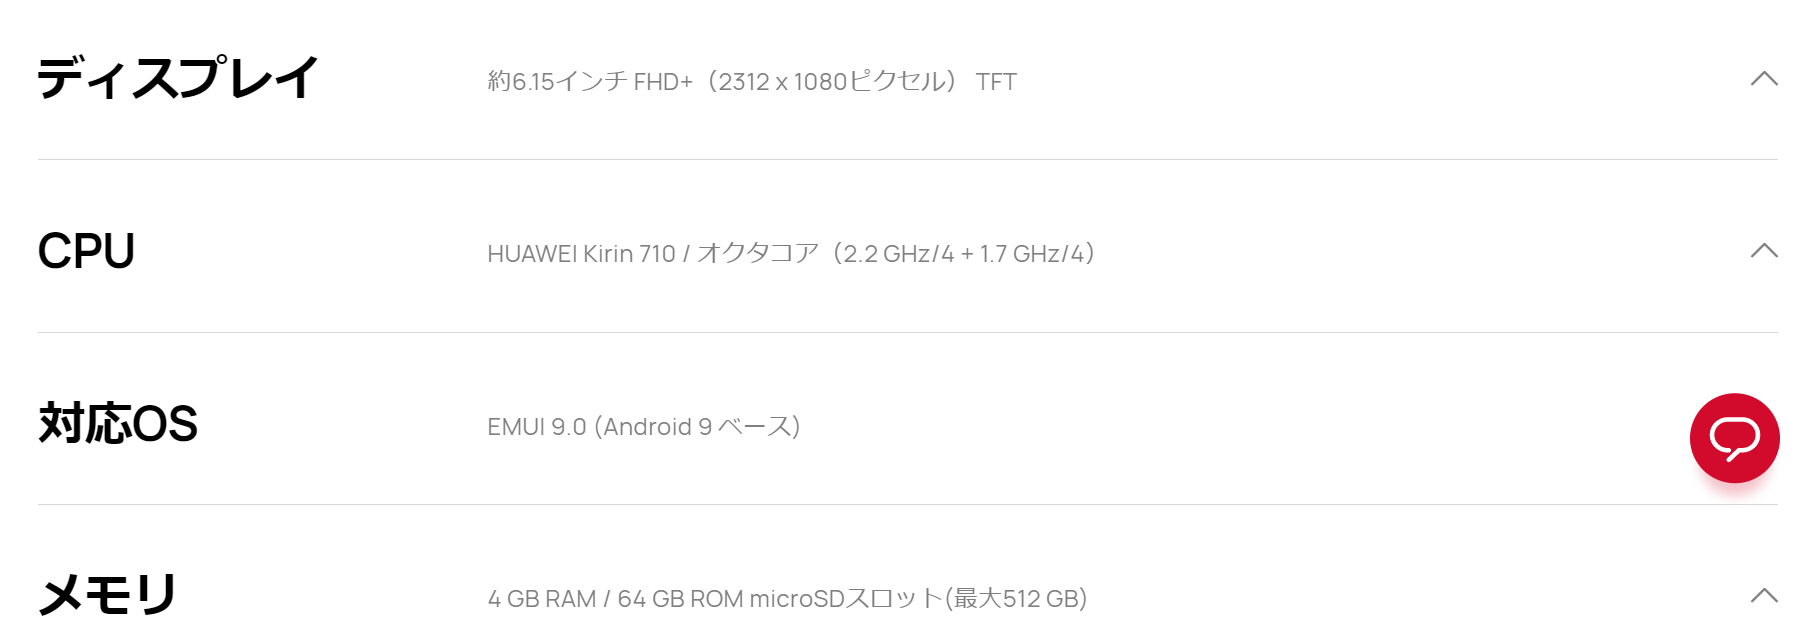 ディスプレイ
約6.15インチ FHD+（2312 x 1080ピクセル） TFT
CPU
HUAWEI Kirin 710 / オクタコア（2.2 GHz/4 + 1.7 GHz/4）
対応OS
EMUI 9.0 (Android 9 ベース)
メモリ
4 GB RAM / 64 GB ROM microSDスロット(最大512 GB)